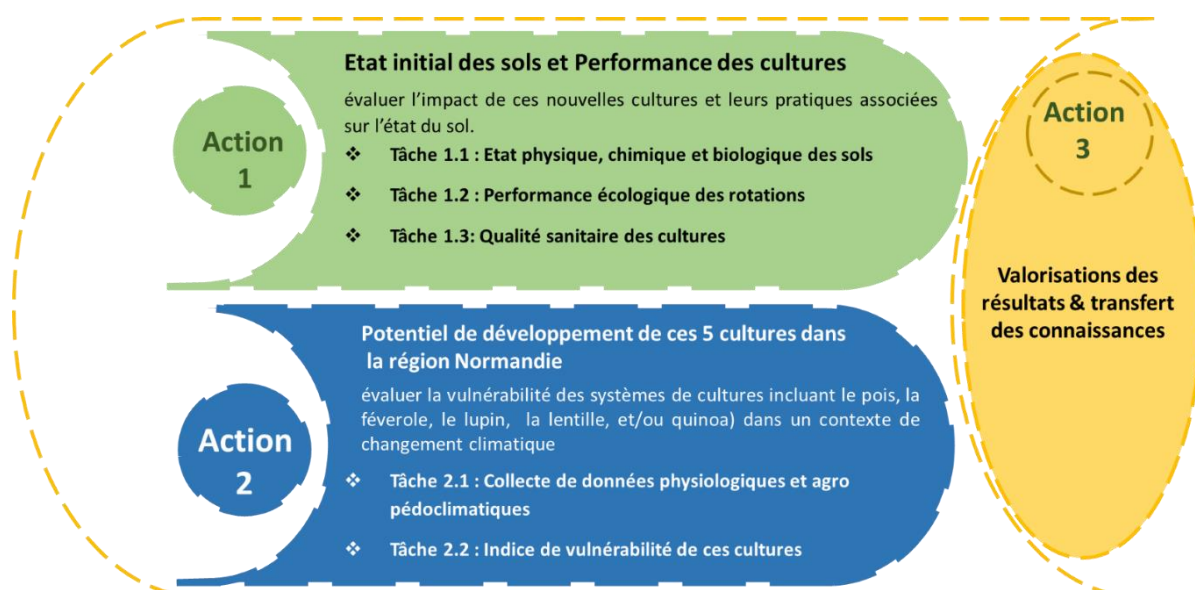 Action
1
Etat initial des sols et Performance des cultures
évaluer l’impact de ces nouvelles cultures et leurs pratiques associées
sur l’état du sol.
❖ Tâche 1.1 : Etat physique, chimique et biologique des sols
❖ Tâche 1.2 : Performance écologique des rotations
❖ Tâche 1.3: Qualité sanitaire des cultures
Action
2
Potentiel de développement de ces 5 cultures dans
la région Normandie
évaluer la vulnérabilité des systèmes de cultures incluant le pois, la
féverole, le lupin, la lentille, et/ou quinoa) dans un contexte de
changement climatique
❖ Tâche 2.1 : Collecte de données physiologiques et agro
pédoclimatiques
❖ Tâche 2.2 : Indice de vulnérabilité de ces cultures
Action
3
Valorisations des
résultats & transfert
des connaissances